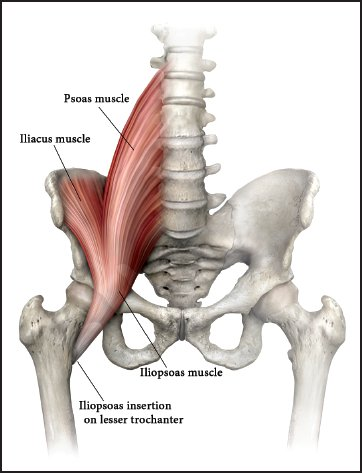 Psoas muscle
Iliacus muscle
Iliopsoas muscle
Iliopsoas insertion
on lesser trochanter